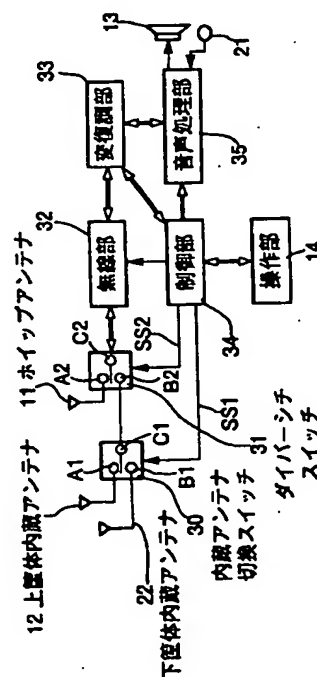 12 上筐体内蔵アンテナ
11 ホイップアンテナ
A1
A2
C2
B2
C1
B1
22
下筐体内蔵アンテナ
30
内蔵アンテナ
切換スイッチ
31
ダイバーシチ
スイッチ
SS2
SS1
32
無線部
33
変復調部
34
制御部
35
音声処理部
14
操作部
13
21